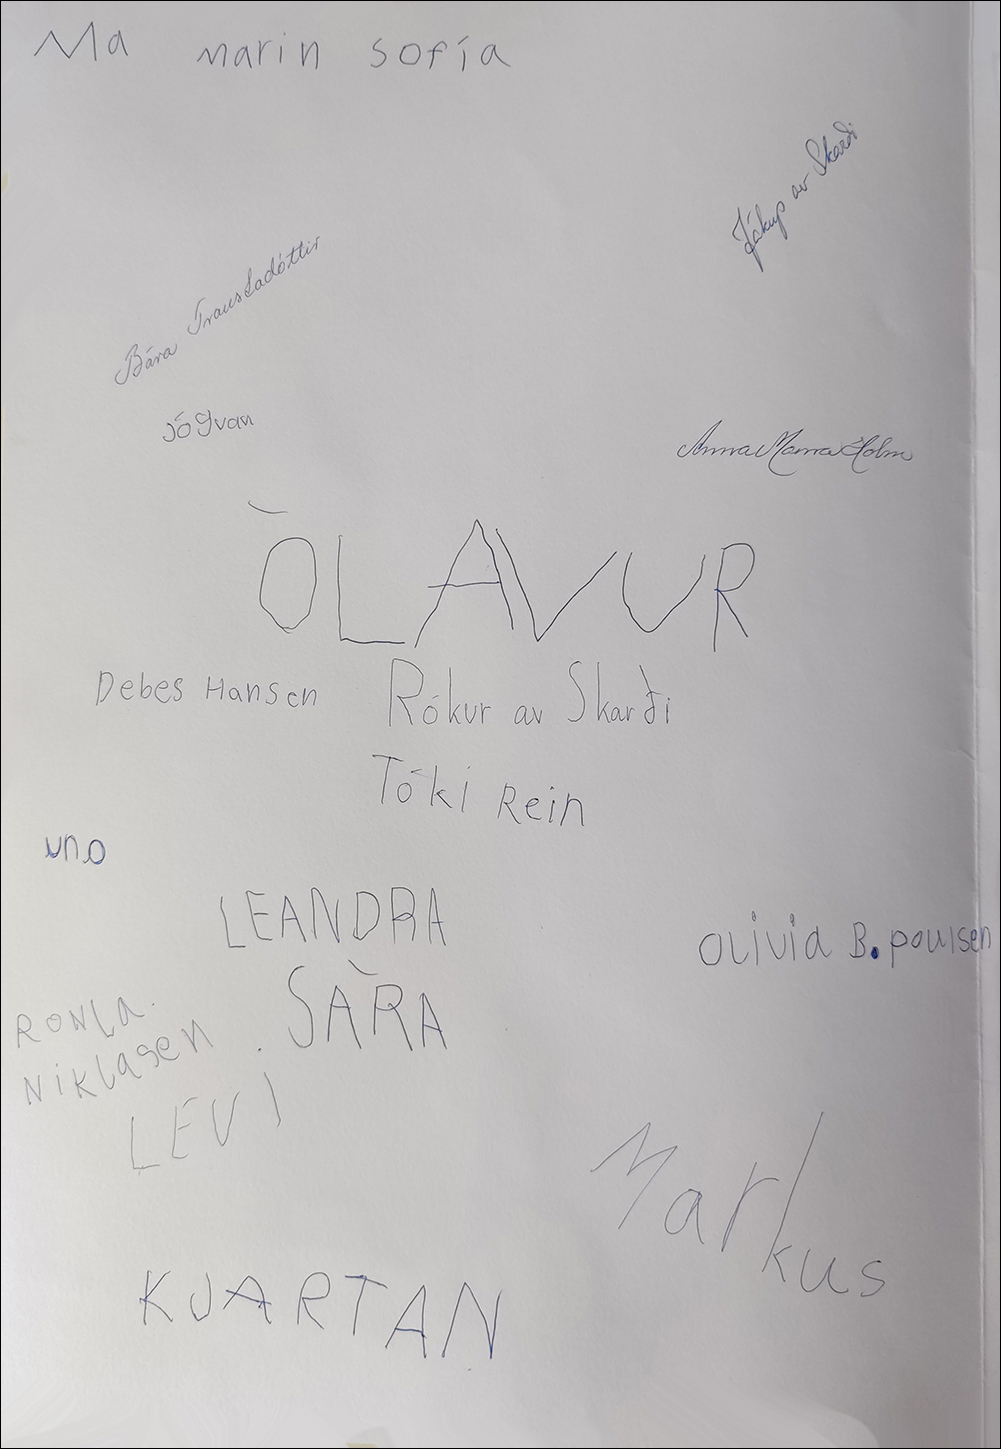 Ma marin sofía
Jákup av Skarði
Bára Traustadóttir
Jógvan
Anna Maria Holm
ÒLAVUR
Debes Hansen
Rókur av Skarði
Tóki Rein
uno
LEANDRA
OLiviA B. poulsen
SÀRA
RONJA
NiKLasen
LEVI
Markus
KJARTAN